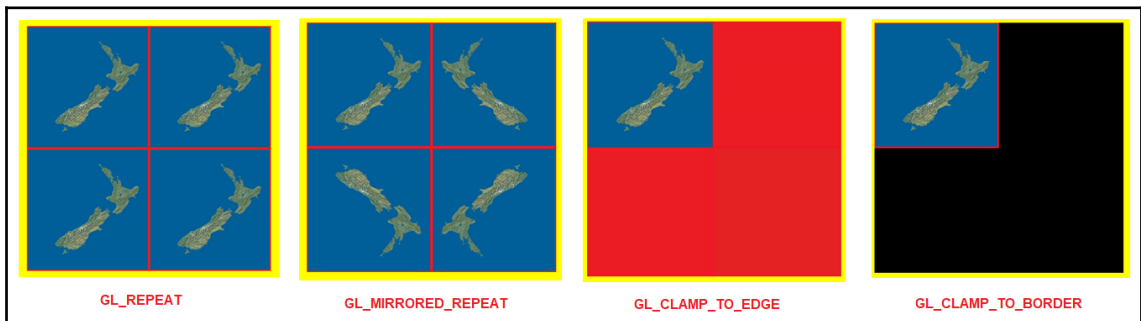 GL_REPEAT
GL_MIRRORED_REPEAT
GL_CLAMP_TO_EDGE
GL_CLAMP_TO_BORDER